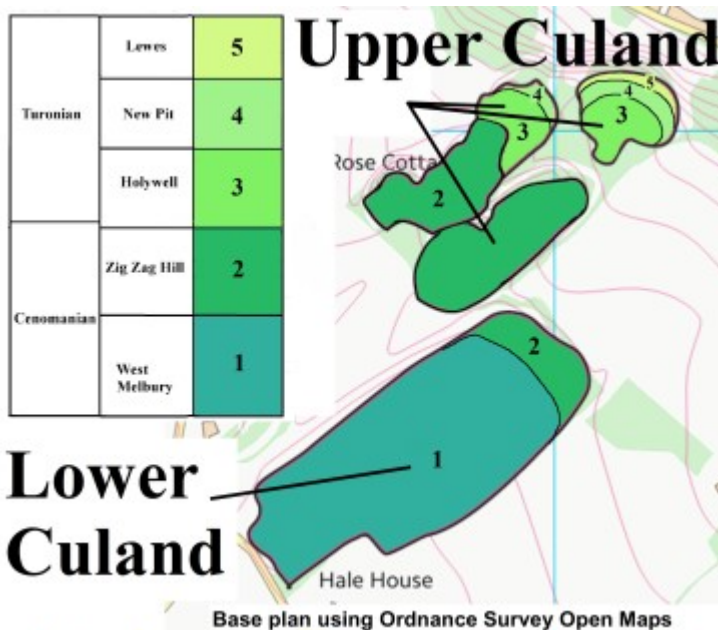 Upper Culand
Turonian
Lewes
5
New Pit
4
Holywell
3
Cenomanian
Zig Zag Hill
2
West
Melbury
1
4
3
5
4
3
Rose Cotta
2
2
1
Lower
Culand
Hale House
Base plan using Ordnance Survey Open Maps